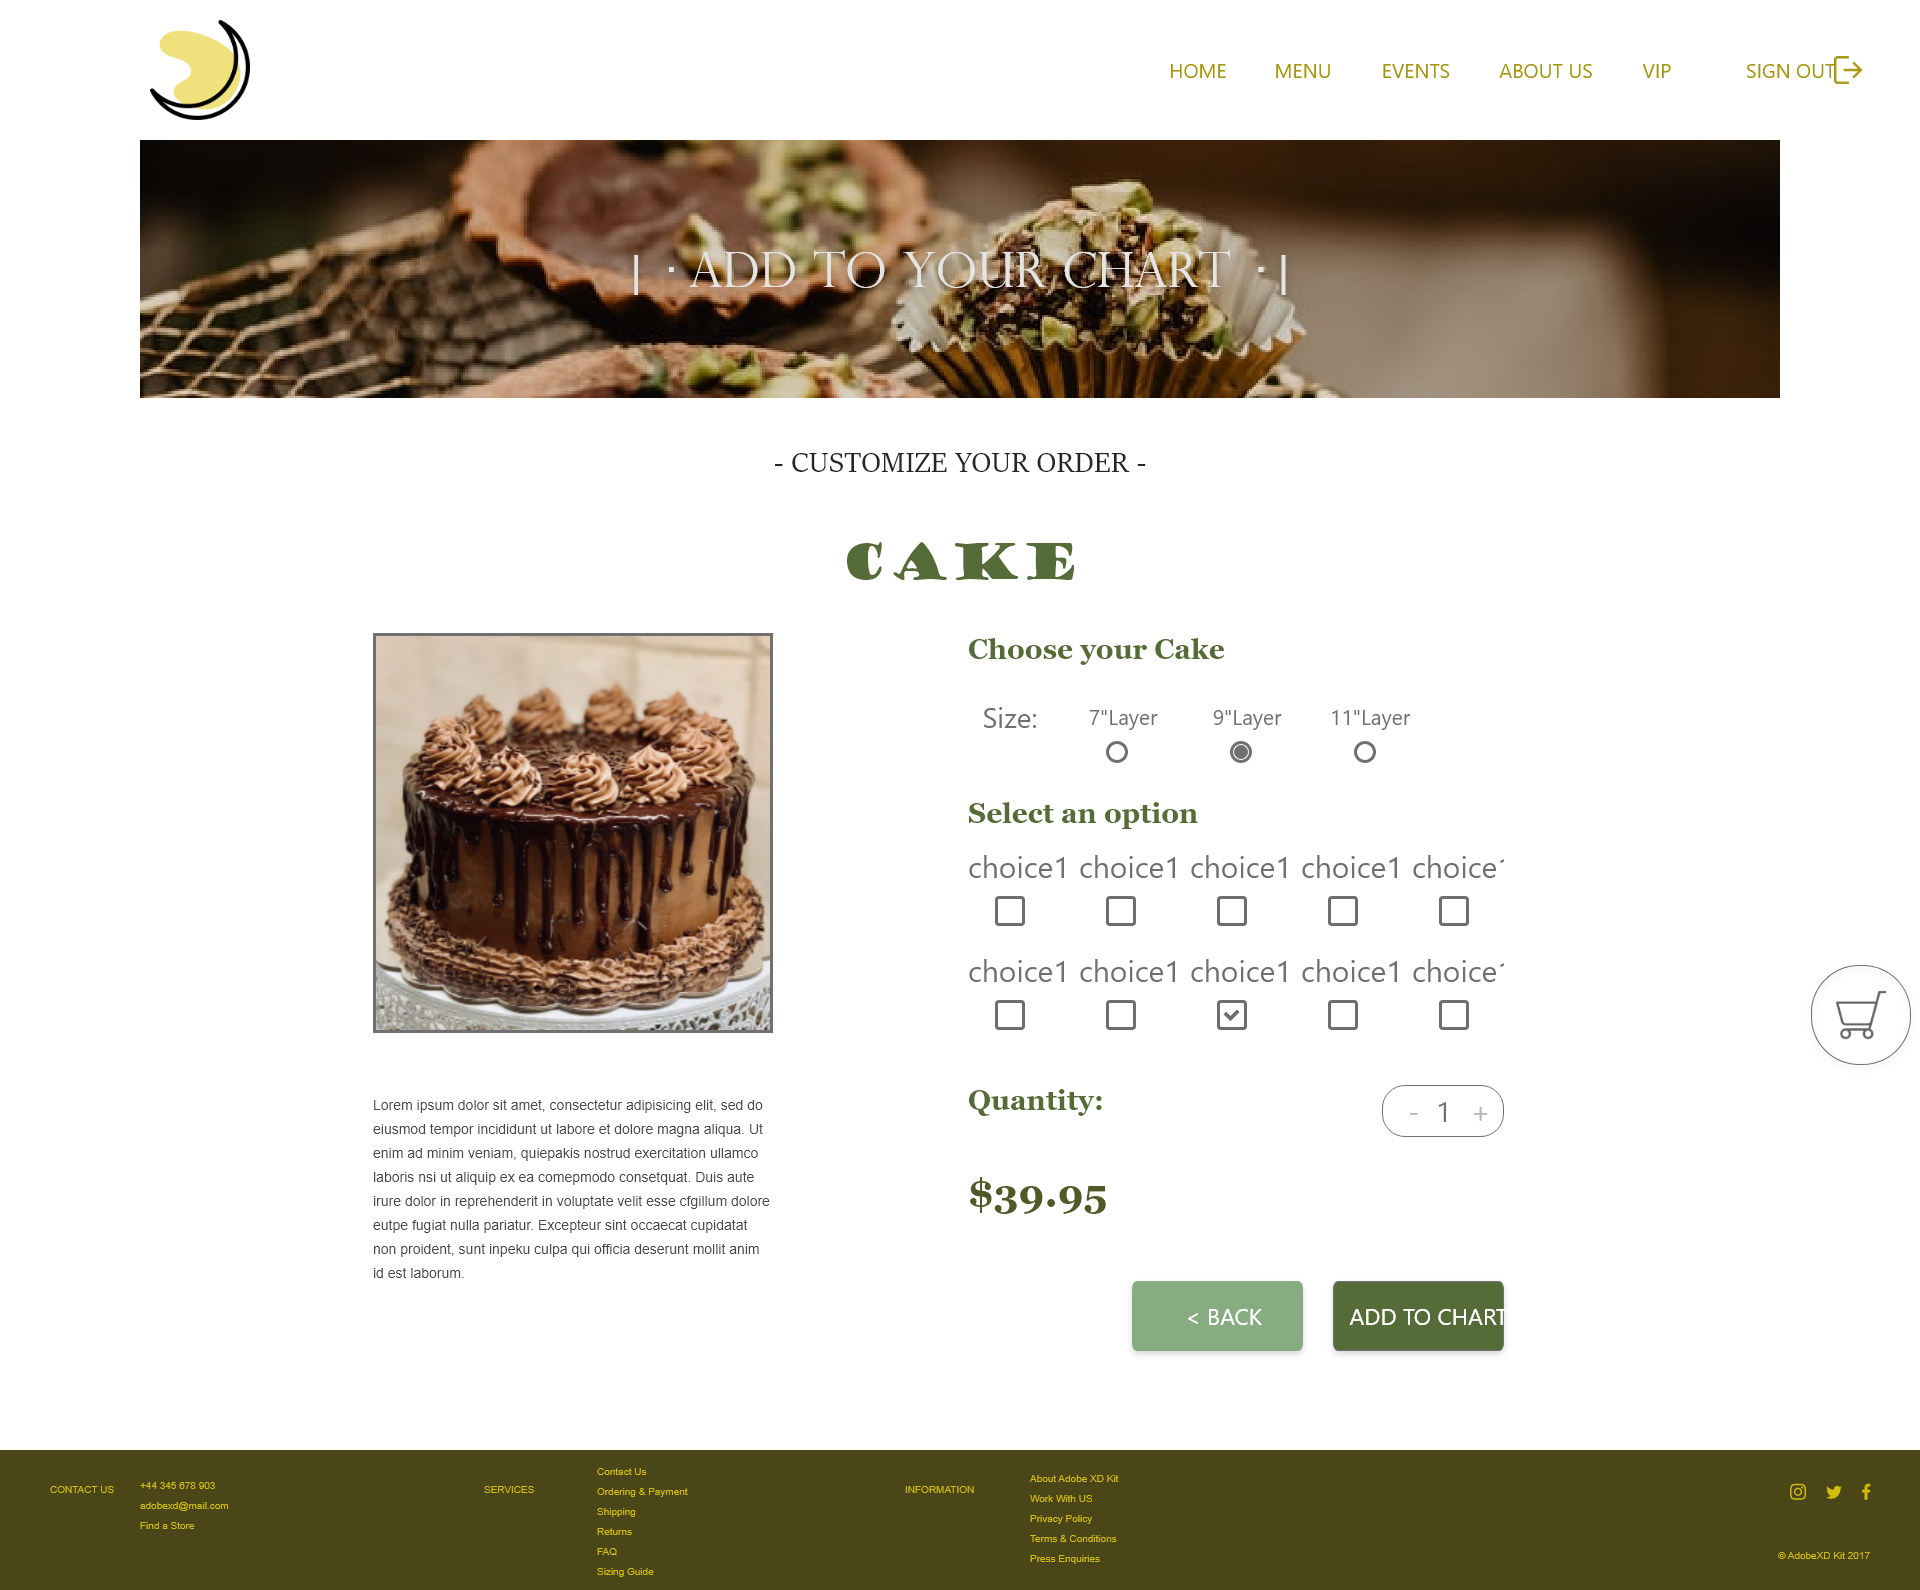 HOME MENU EVENTS ABOUT US VIP SIGN OUT
| · ADD TO YOUR CHART · |
- CUSTOMIZE YOUR ORDER -
CAKE
Choose your Cake
Size: 7"Layer 9"Layer 11"Layer
Select an option
choice1 choice1 choice1 choice1 choice1
choice1 choice1 choice1 choice1 choice1
Quantity: - 1 +
$39.95
< BACK ADD TO CHART
Lorem ipsum dolor sit amet, consectetur adipisicing elit, sed do
eiusmod tempor incididunt ut labore et dolore magna aliqua. Ut
enim ad minim veniam, quiepakis nostrud exercitation ullamco
laboris nsi ut aliquip ex ea comepmodo consetquat. Duis aute
irure dolor in reprehenderit in voluptate velit esse cfgillum dolore
eutpe fugiat nulla pariatur. Excepteur sint occaecat cupidatat
non proident, sunt inpeku culpa qui officia deserunt mollit anim
id est laborum.
CONTACT US
+44 345 678 903
adobexd@mail.com
Find a Store
SERVICES
Contact Us
Ordering & Payment
Shipping
Returns
FAQ
Sizing Guide
INFORMATION
About Adobe XD Kit
Work With US
Privacy Policy
Terms & Conditions
Press Enquiries
© AdobeXD Kit 2017